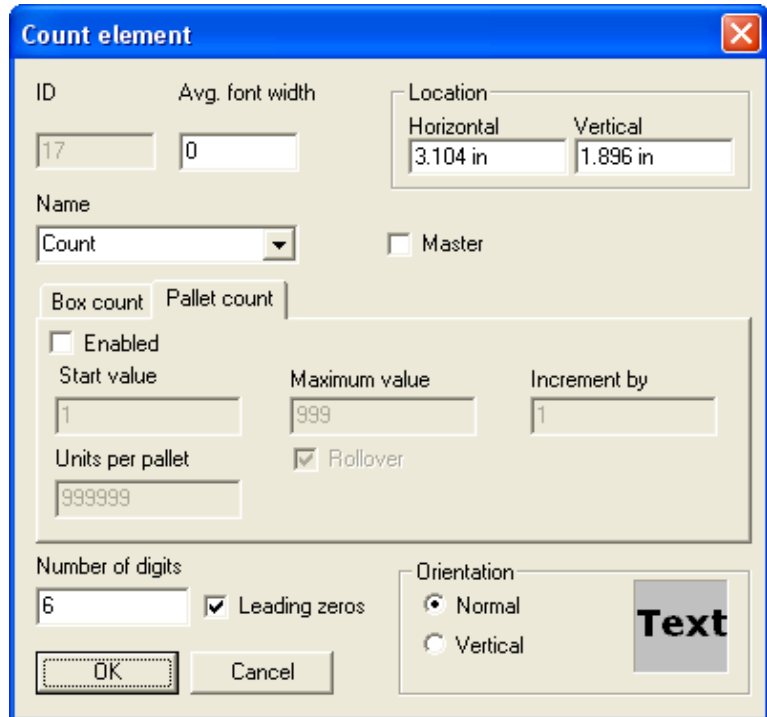 Count element
ID Avg. font width Location
Horizontal Vertical
17 0 3.104 in 1.896 in
Name
Count Master
Box count Pallet count
Enabled
Start value Maximum value Increment by
1 999 1
Units per pallet Rollover
999999
Number of digits Orientation
6 Leading zeros Normal
Text
Vertical
OK Cancel